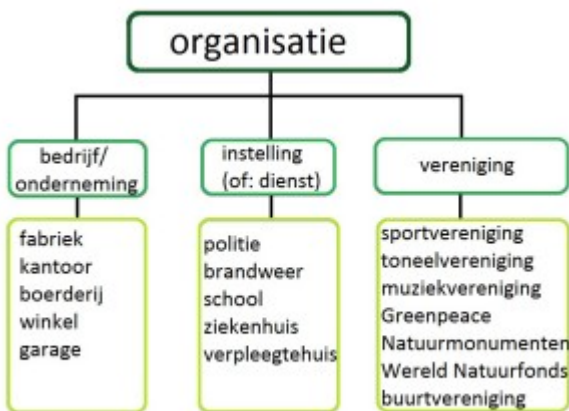 organisatie
bedrijf/
onderneming
instelling
(of: dienst)
vereniging
fabriek
kantoor
boerderij
winkel
garage
politie
brandweer
school
ziekenhuis
verpleegtehuis
sportvereniging
toneelvereniging
muziekvereniging
Greenpeace
Natuurmonumenten
Wereld Natuurfonds
buurtvereniging